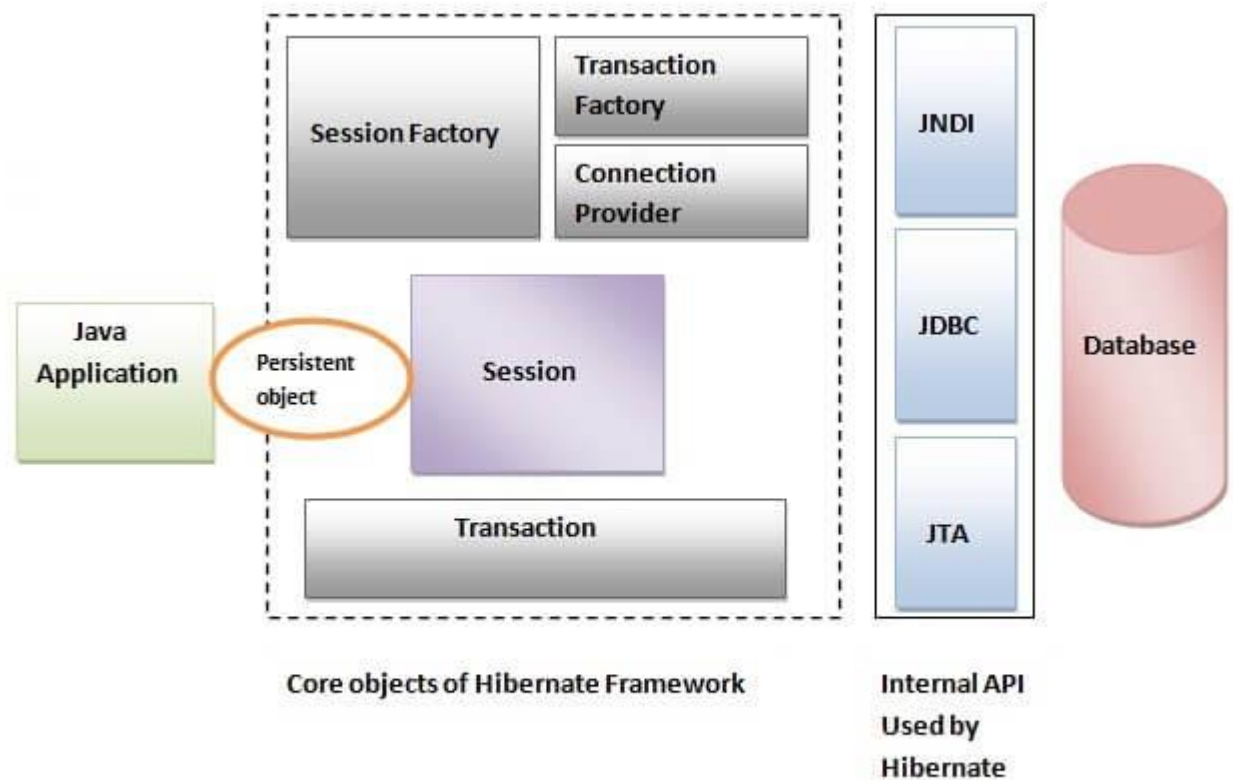 Session Factory
Transaction
Factory
Connection
Provider
JNDI
Java
Application
Persistent
object
Session
JDBC
Database
Transaction
JTA
Core objects of Hibernate Framework
Internal API
Used by
Hibernate